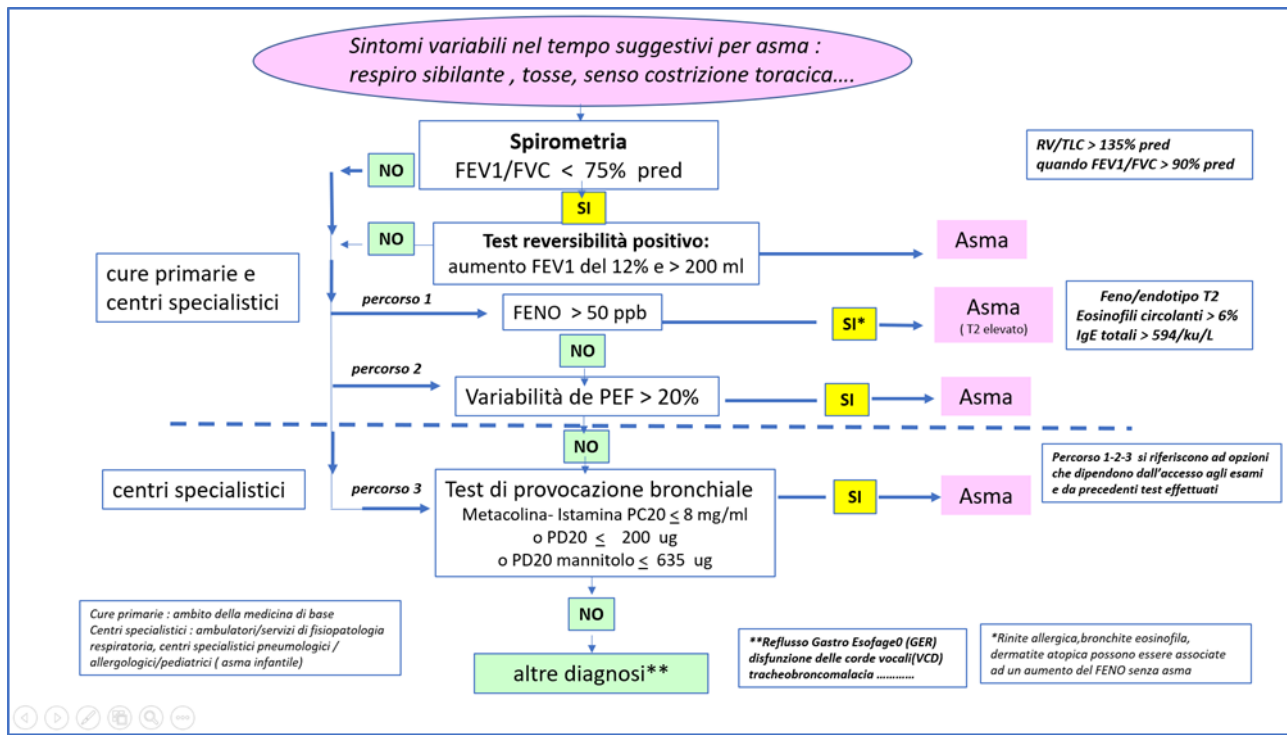 Sintomi variabili nel tempo suggestivi per asma :
respiro sibilante , tosse, senso costrizione toracica....
Spirometria
FEV1/FVC < 75% pred
RV/TLC > 135% pred
quando FEV1/FVC > 90% pred
NO
SI
NO
Test reversibilità positivo:
aumento FEV1 del 12% e > 200 ml
Asma
cure primarie e
centri specialistici
percorso 1
FENO > 50 ppb
SI*
Asma
( T2 elevato)
Feno/endotipo T2
Eosinofili circolanti > 6%
IgE totali > 594/ku/L
NO
percorso 2
Variabilità de PEF > 20%
SI
Asma
NO
centri specialistici
percorso 3
Test di provocazione bronchiale
Metacolina- Istamina PC20 ≤ 8 mg/ml
o PD20 ≤ 200 ug
o PD20 mannitolo ≤ 635 ug
SI
Asma
Percorso 1-2-3 si riferiscono ad opzioni
che dipendono dall'accesso agli esami
e da precedenti test effettuati
NO
Cure primarie : ambito della medicina di base
Centri specialistici : ambulatori/servizi di fisiopatologia
respiratoria, centri specialistici pneumologici /
allergologici/pediatrici ( asma infantile)
altre diagnosi**
**Reflusso Gastro Esofage0 (GER)
disfunzione delle corde vocali(VCD)
tracheobroncomalacia ............
*Rinite allergica,bronchite eosinofila,
dermatite atopica possono essere associate
ad un aumento del FENO senza asma